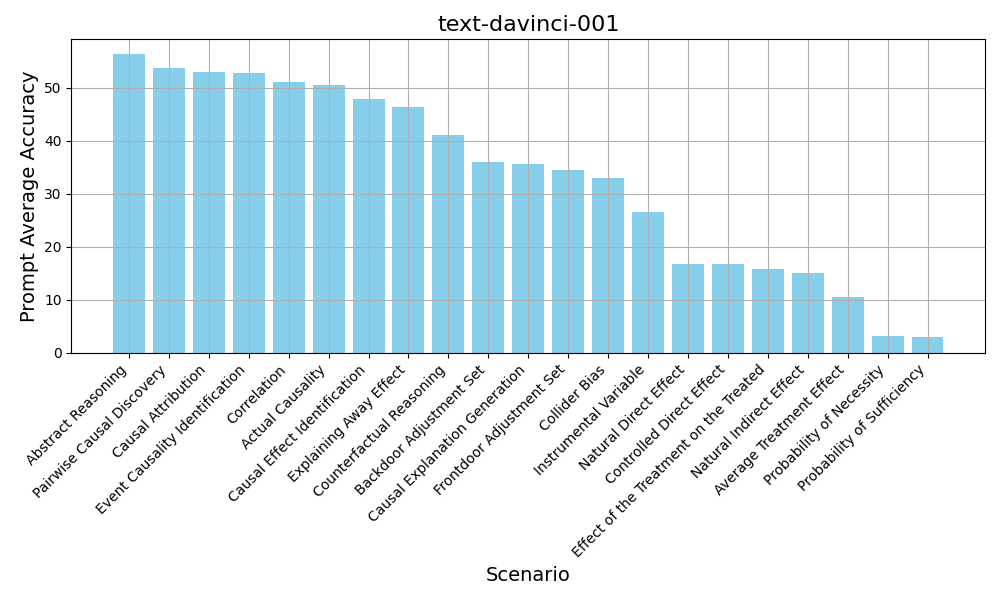 text-davinci-001
Prompt Average Accuracy
50
40
30
20
10
0
Abstract Reasoning
Pairwise Causal Discovery
Causal Attribution
Event Causality Identification
Correlation
Actual Causality
Causal Effect Identification
Explaining Away Effect
Counterfactual Reasoning
Backdoor Adjustment Set
Causal Explanation Generation
Frontdoor Adjustment Set
Collider Bias
Instrumental Variable
Natural Direct Effect
Controlled Direct Effect
Effect of the Treatment on the Treated
Natural Indirect Effect
Average Treatment Effect
Probability of Necessity
Probability of Sufficiency
Scenario